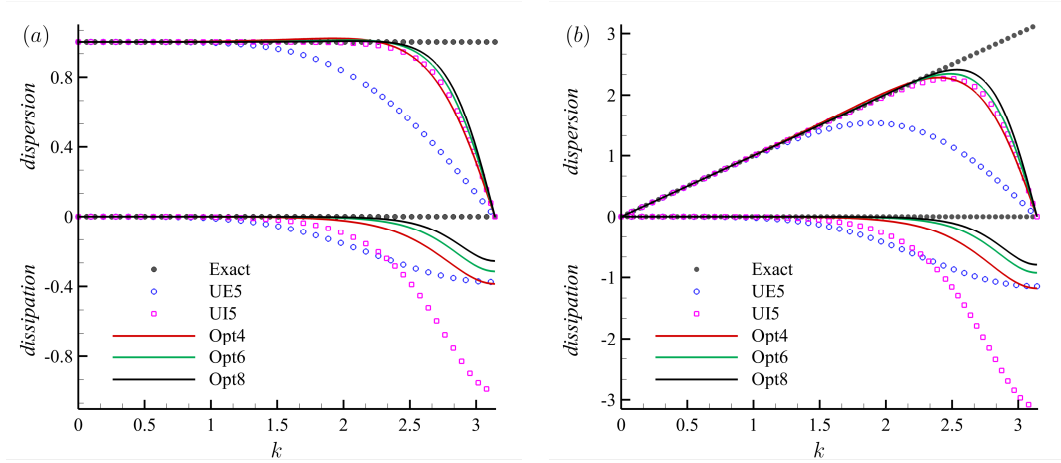 (a)
dispersion
0.8
0.4
0
-0.4
-0.8
dissipation
Exact
UE5
UI5
Opt4
Opt6
Opt8
0 0.5 1 1.5 2 2.5 3
k
(b)
dispersion
3
2
1
0
-1
-2
-3
dissipation
Exact
UE5
UI5
Opt4
Opt6
Opt8
0 0.5 1 1.5 2 2.5 3
k